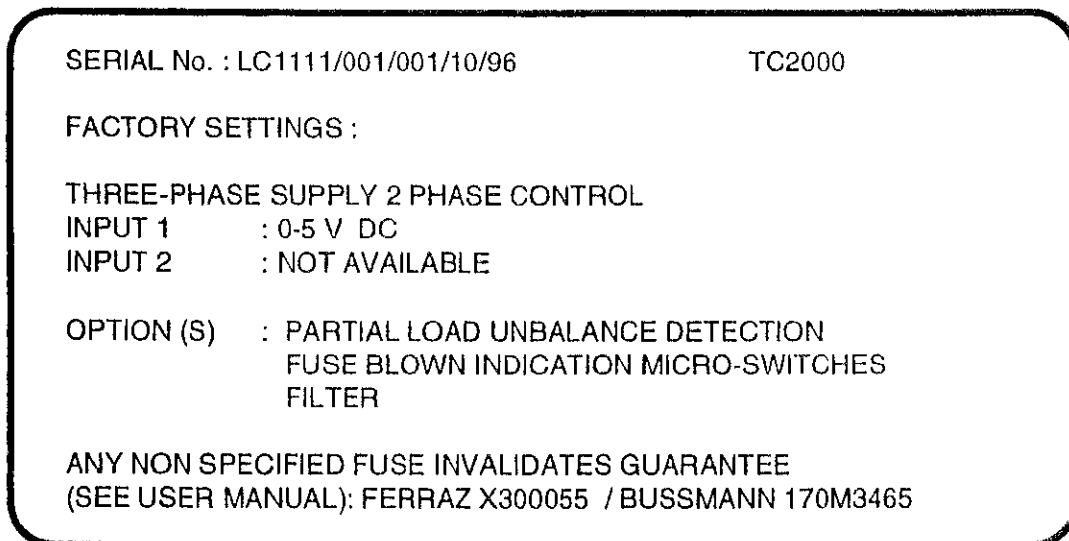 SERIAL No. : LC1111/001/001/10/96 TC2000
FACTORY SETTINGS :
THREE-PHASE SUPPLY 2 PHASE CONTROL
INPUT 1 : 0-5 V DC
INPUT 2 : NOT AVAILABLE
OPTION (S) : PARTIAL LOAD UNBALANCE DETECTION
FUSE BLOWN INDICATION MICRO-SWITCHES
FILTER
ANY NON SPECIFIED FUSE INVALIDATES GUARANTEE
(SEE USER MANUAL): FERRAZ X300055 / BUSSMANN 170M3465